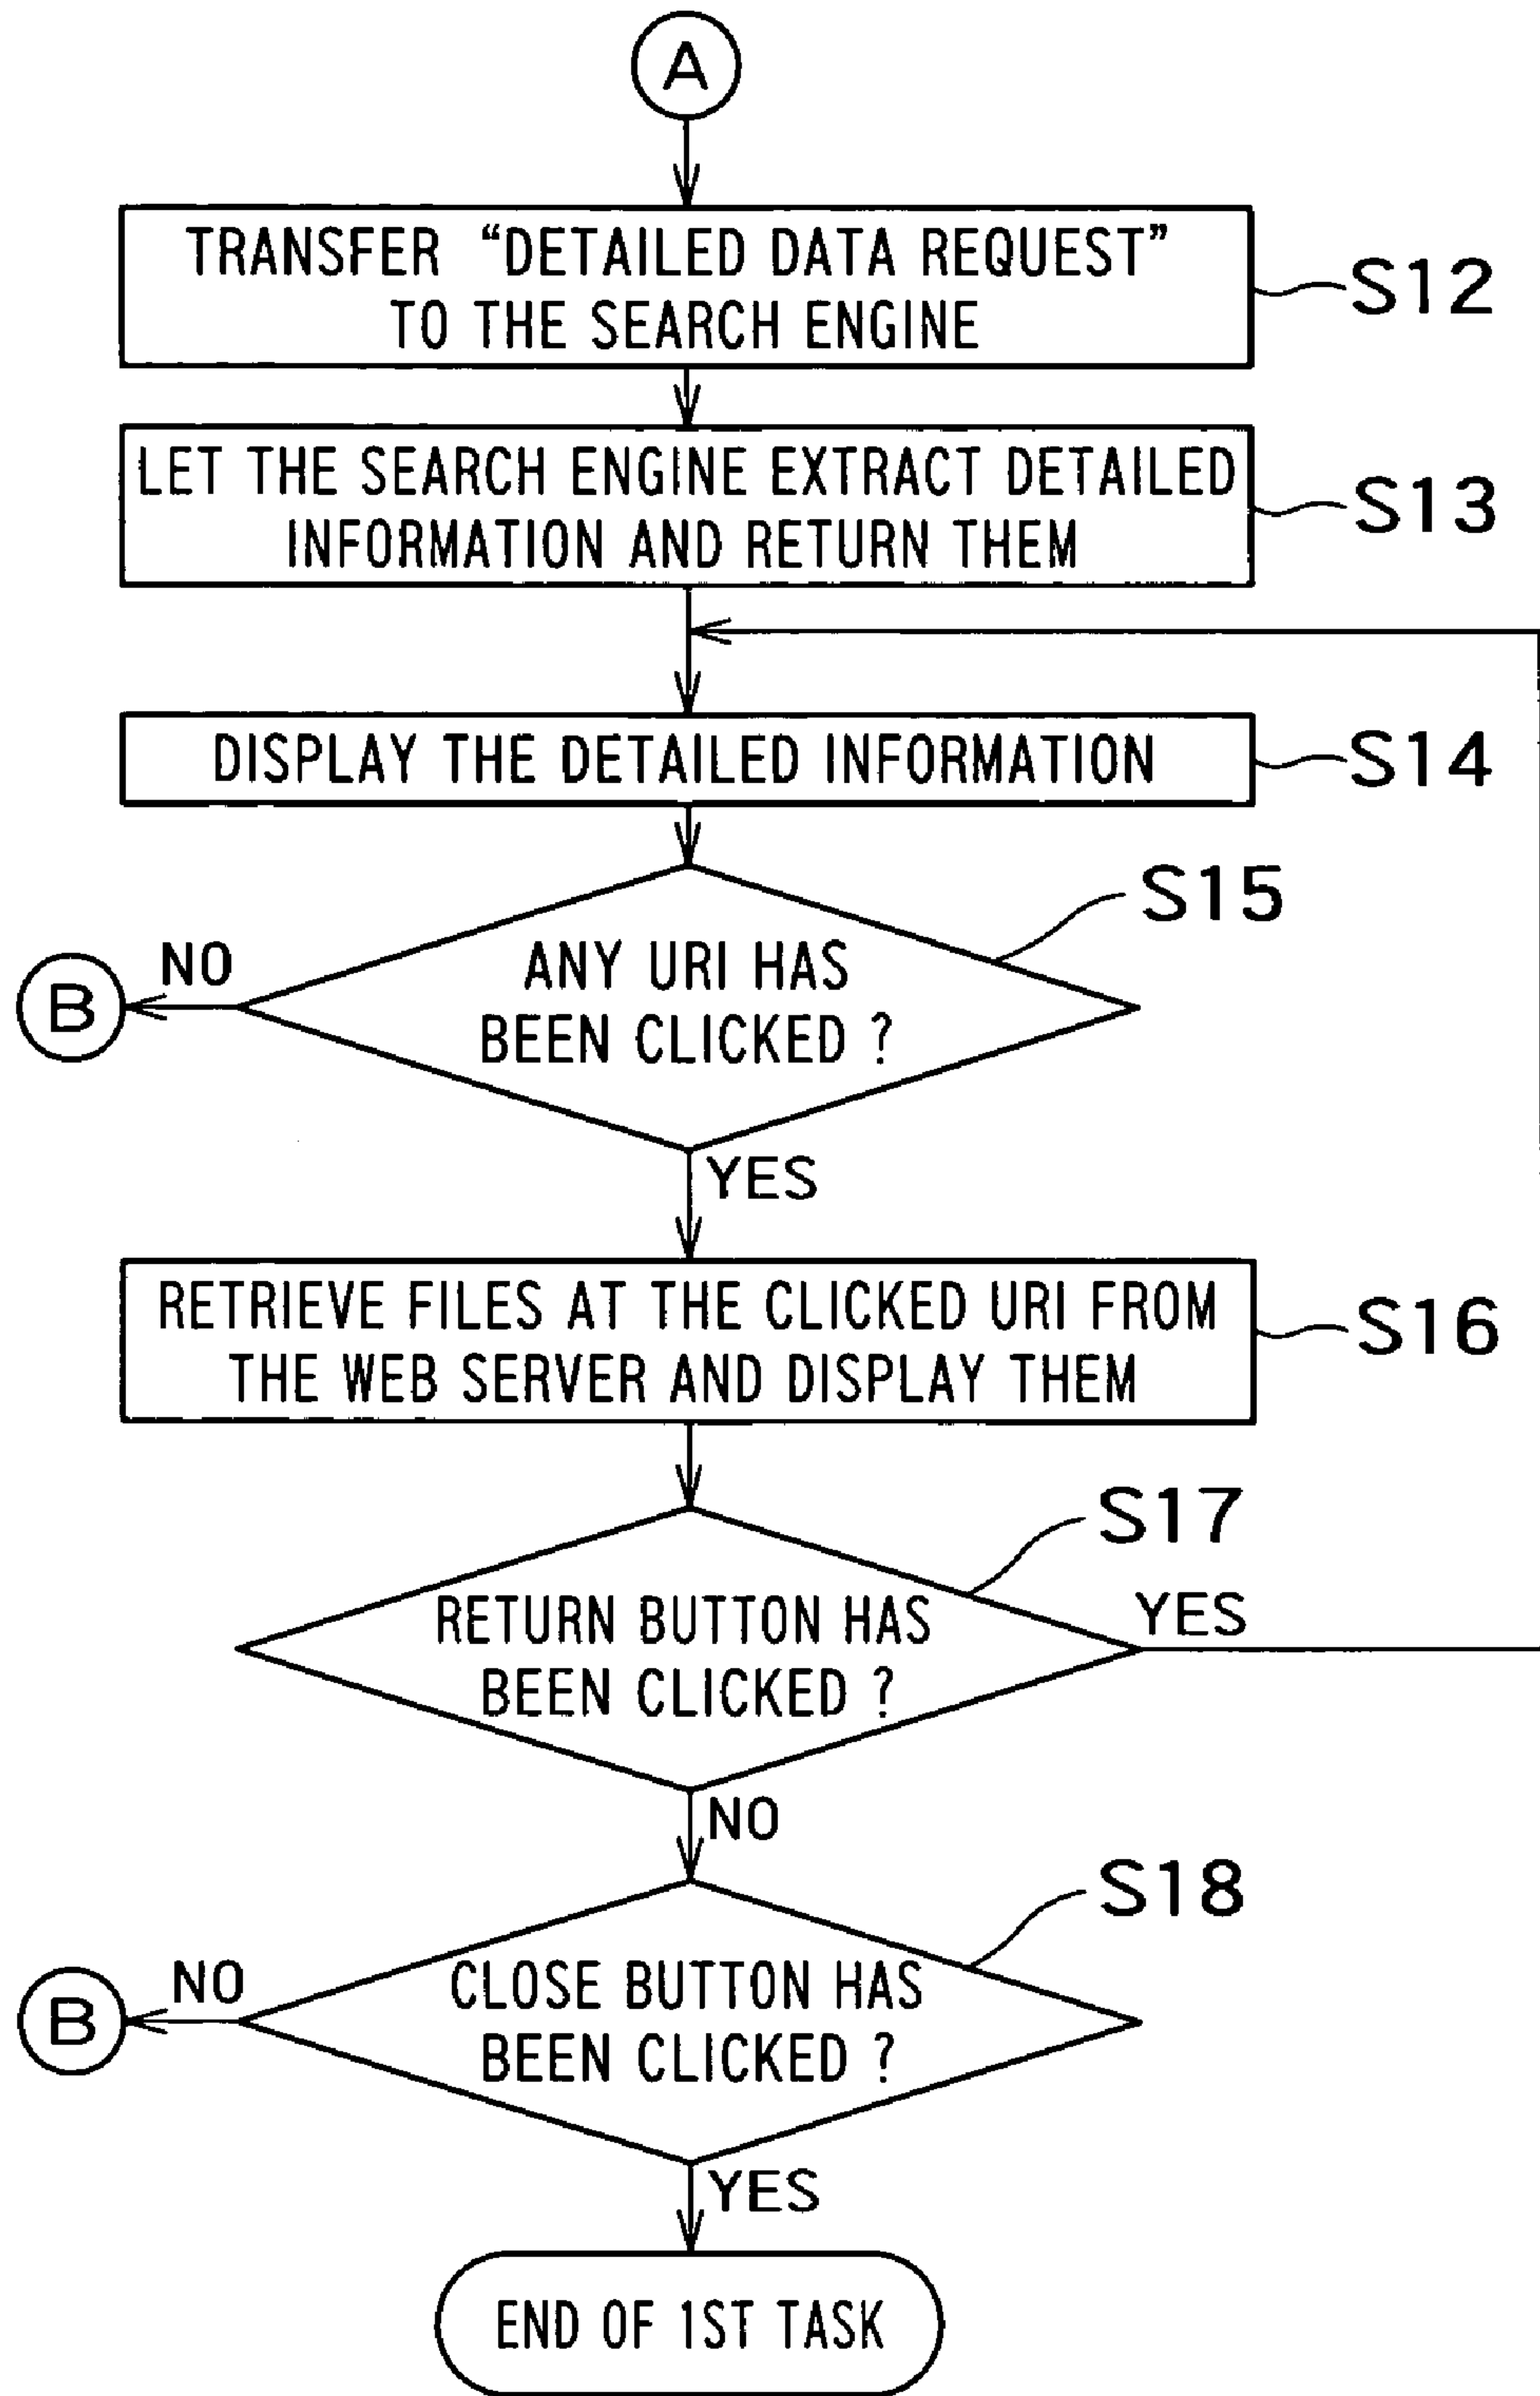 A
TRANSFER “DETAILED DATA REQUEST”
TO THE SEARCH ENGINE
S12
LET THE SEARCH ENGINE EXTRACT DETAILED
INFORMATION AND RETURN THEM
S13
DISPLAY THE DETAILED INFORMATION
S14
S15
ANY URI HAS
BEEN CLICKED ?
NO
B
YES
RETRIEVE FILES AT THE CLICKED URI FROM
THE WEB SERVER AND DISPLAY THEM
S16
S17
RETURN BUTTON HAS
BEEN CLICKED ?
YES
NO
S18
CLOSE BUTTON HAS
BEEN CLICKED ?
NO
B
YES
END OF 1ST TASK